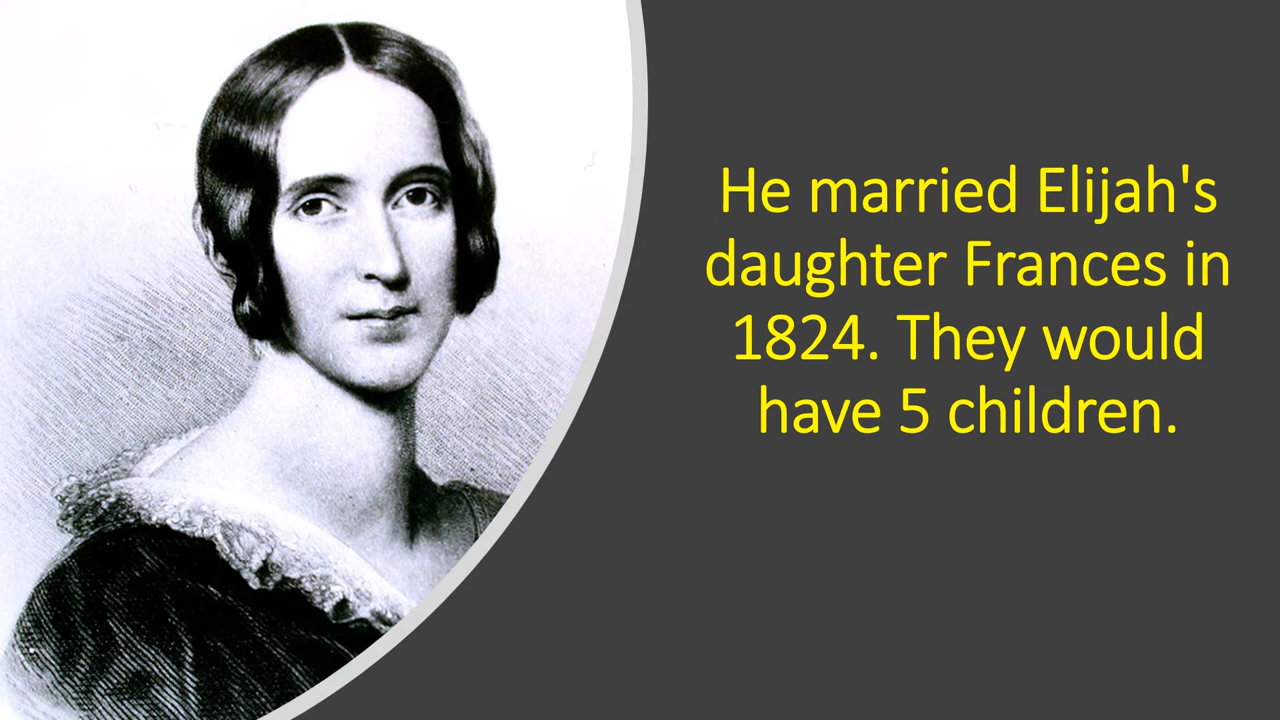 He married Elijah's
daughter Frances in
1824. They would
have 5 children.